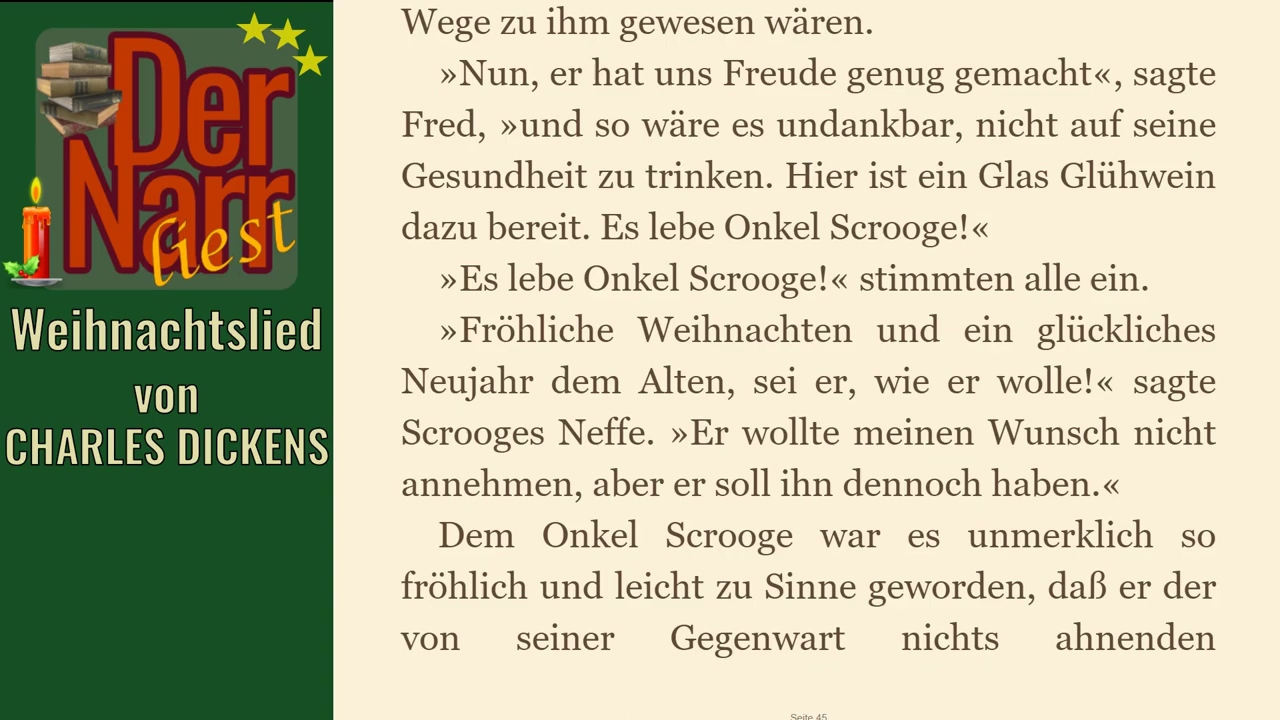 Der
Narr
liest
Weihnachtslied
von
CHARLES DICKENS
Wege zu ihm gewesen wären.
»Nun, er hat uns Freude genug gemacht«, sagte
Fred, »und so wäre es undankbar, nicht auf seine
Gesundheit zu trinken. Hier ist ein Glas Glühwein
dazu bereit. Es lebe Onkel Scrooge!«
»Es lebe Onkel Scrooge!« stimmten alle ein.
»Fröhliche Weihnachten und ein glückliches
Neujahr dem Alten, sei er, wie er wolle!« sagte
Scrooges Neffe. »Er wollte meinen Wunsch nicht
annehmen, aber er soll ihn dennoch haben.«
Dem Onkel Scrooge war es unmerklich so
fröhlich und leicht zu Sinne geworden, daß er der
von seiner Gegenwart nichts ahnenden
Seite 45